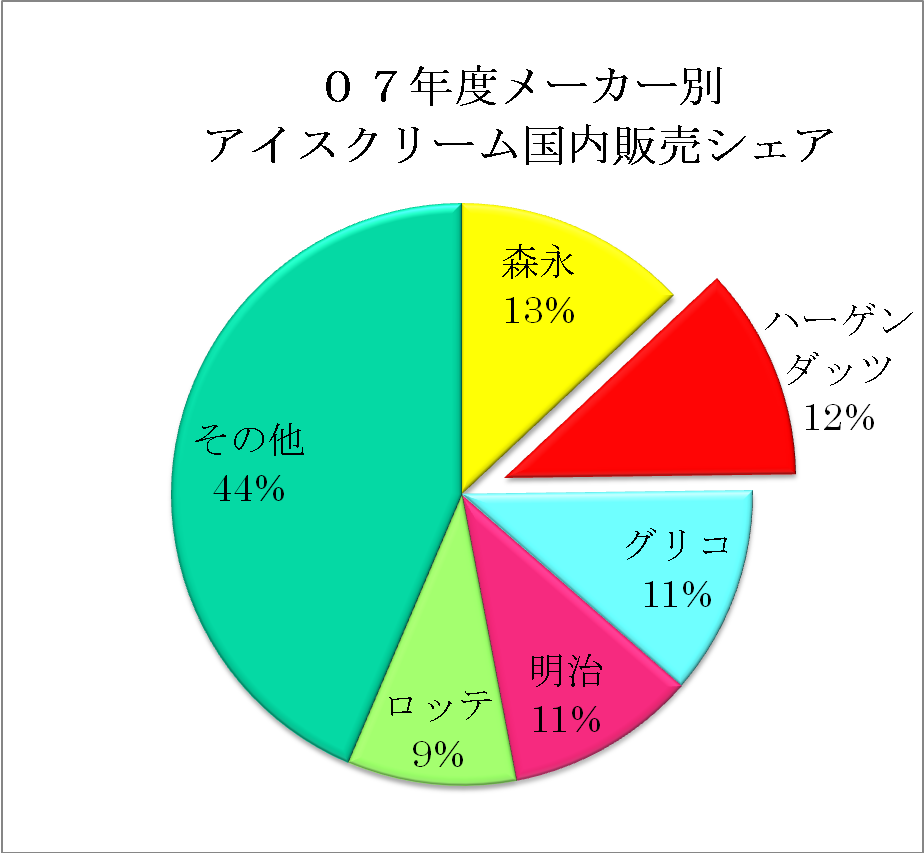 ０７年度メーカー別
アイスクリーム国内販売シェア
森永
13%
ハーゲン
ダッツ
12%
グリコ
11%
明治
11%
ロッテ
9%
その他
44%